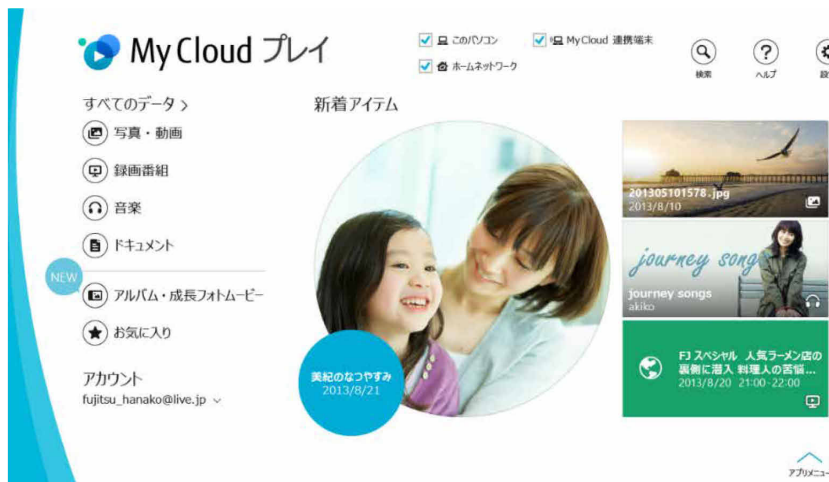 My Cloud プレイ
このパソコン
My Cloud 連携端末
ホームネットワーク
検索
ヘルプ
すべてのデータ >
写真・動画
録画番組
音楽
ドキュメント
NEW
アルバム・成長フォトムービー
お気に入り
アカウント
fujitsu_hanako@live.jp
新着アイテム
美紀のなつやすみ
2013/8/21
201305101578.jpg
2013/8/10
journey songs
journey songs
akiko
FJ スペシャル 人気ラーメン店の
裏側に潜入 料理人の苦悩...
2013/8/20 21:00-22:00
アプリメニュー